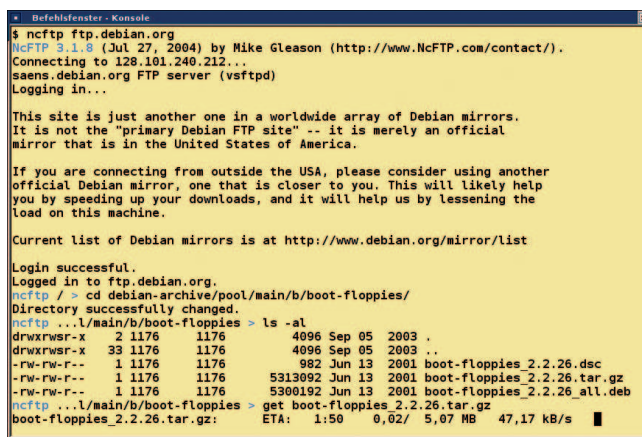 Befehlsfenster - Konsole
$ ncftp ftp.debian.org
NcFTP 3.1.8 (Jul 27, 2004) by Mike Gleason (http://www.NcFTP.com/contact/).
Connecting to 128.101.240.212...
saens.debian.org FTP server (vsftpd)
Logging in...
This site is just another one in a worldwide array of Debian mirrors.
It is not the "primary Debian FTP site" -- it is merely an official
mirror that is in the United States of America.
If you are connecting from outside the USA, please consider using another
official Debian mirror, one that is closer to you. This will likely help
you by speeding up your downloads, and it will help us by lessening the
load on this machine.
Current list of Debian mirrors is at http://www.debian.org/mirror/list
Login successful.
Logged in to ftp.debian.org.
ncftp / > cd debian-archive/pool/main/b/boot-floppies/
Directory successfully changed.
ncftp ...l/main/b/boot-floppies > ls -al
drwxrwsr-x 2 1176 1176 4096 Sep 05 2003 .
drwxrwsr-x 33 1176 1176 4096 Sep 05 2003 ..
-rw-rw-r-- 1 1176 1176 982 Jun 13 2001 boot-floppies_2.2.26.dsc
-rw-rw-r-- 1 1176 1176 5313092 Jun 13 2001 boot-floppies_2.2.26.tar.gz
-rw-rw-r-- 1 1176 1176 5300192 Jun 13 2001 boot-floppies_2.2.26_all.deb
ncftp ...l/main/b/boot-floppies > get boot-floppies_2.2.26.tar.gz
boot-floppies_2.2.26.tar.gz: ETA: 1:50 0,02/ 5,07 MB 47,17 kB/s